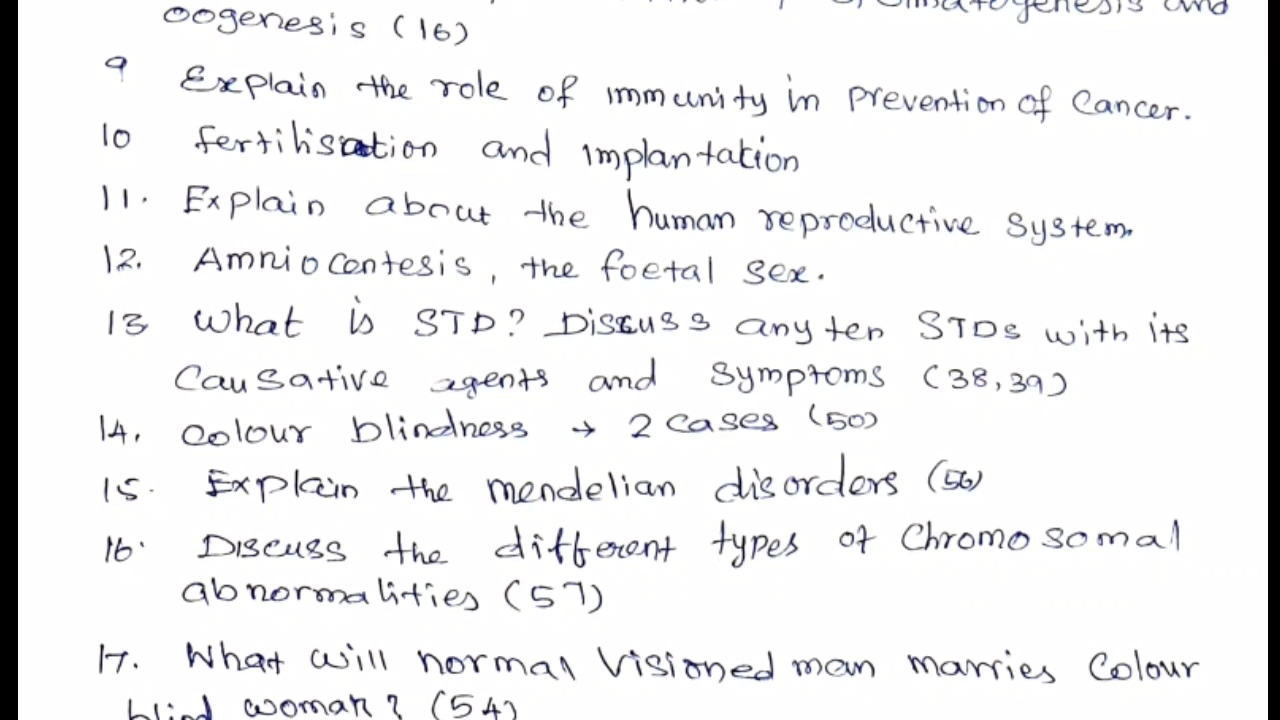 oogenesis (16)
9 Explain the role of immunity in prevention of Cancer.
10 fertilisation and implantation
11. Explain about the human reproductive system.
12. Amniocentesis, the foetal sex.
13 What is STD? Discuss any ten STDs with its
Causative agents and Symptoms (38,39)
14. Colour blindness → 2 cases (50)
15. Explain the mendelian disorders (56)
16. Discuss the different types of Chromosomal
abnormalities (57)
17. What will normal visioned man marries Colour
blind woman? (54)